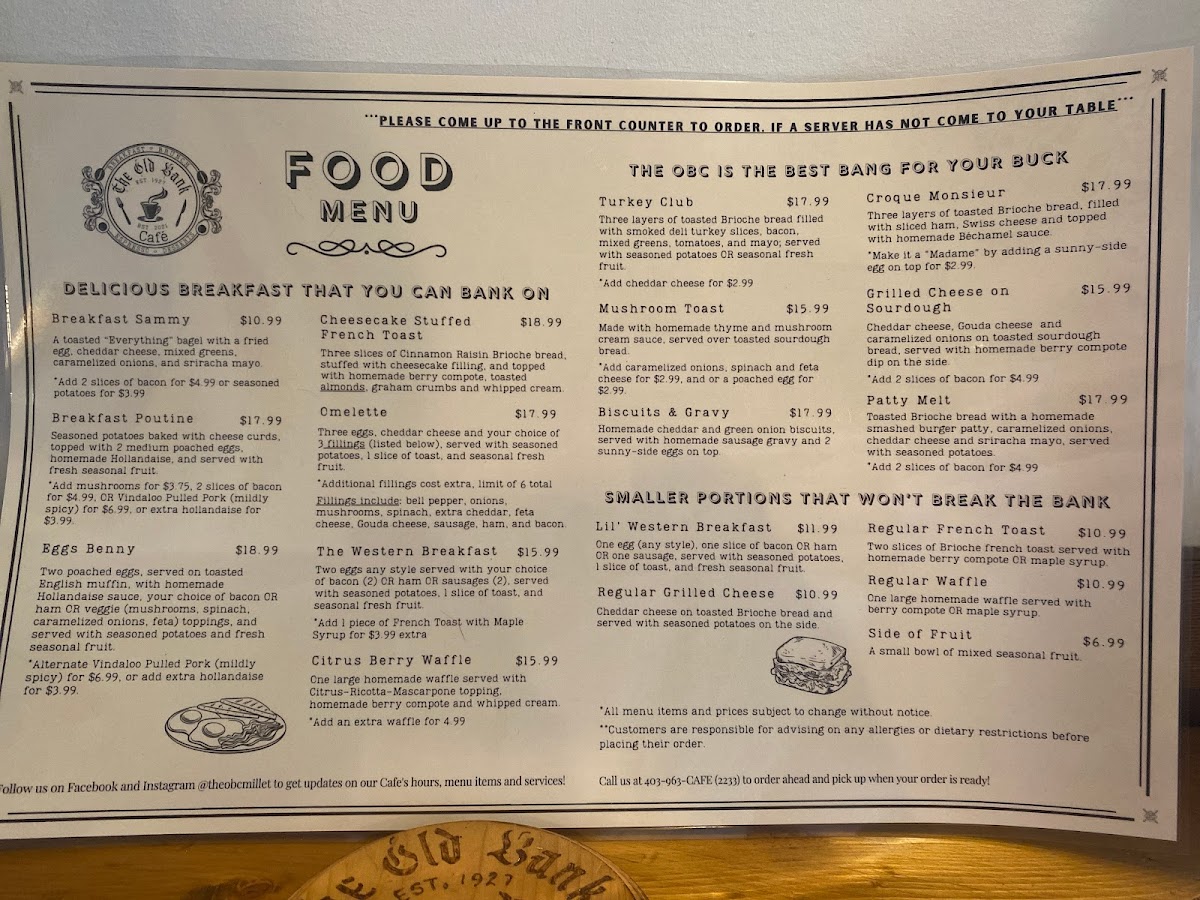 ***PLEASE COME UP TO THE FRONT COUNTER TO ORDER, IF A SERVER HAS NOT COME TO YOUR TABLE***
The Old Bank
EST. 1927
EST. 2021
Café
FOOD
MENU
DELICIOUS BREAKFAST THAT YOU CAN BANK ON
Breakfast Sammy $10.99
A toasted "Everything" bagel with a fried
egg, cheddar cheese, mixed greens,
caramelized onions, and sriracha mayo.
*Add 2 slices of bacon for $4.99 or seasoned
potatoes for $3.99
Breakfast Poutine $17.99
Seasoned potatoes baked with cheese curds,
topped with 2 medium poached eggs,
homemade Hollandaise, and served with
fresh seasonal fruit.
*Add mushrooms for $3.75, 2 slices of bacon
for $4.99, OR Vindaloo Pulled Pork (mildly
spicy) for $6.99, or extra hollandaise for
$3.99.
Eggs Benny $18.99
Two poached eggs, served on toasted
English muffin, with homemade
Hollandaise sauce, your choice of bacon OR
ham OR veggie (mushrooms, spinach,
caramelized onions, feta) toppings, and
served with seasoned potatoes and fresh
seasonal fruit.
*Alternate Vindaloo Pulled Pork (mildly
spicy) for $6.99, or add extra hollandaise
for $3.99.
Cheesecake Stuffed $18.99
French Toast
Three slices of Cinnamon Raisin Brioche bread,
stuffed with cheesecake filling, and topped
with homemade berry compote, toasted
almonds, graham crumbs and whipped cream.
Omelette $17.99
Three eggs, cheddar cheese and your choice of
3 fillings (listed below), served with seasoned
potatoes, 1 slice of toast, and seasonal fresh
fruit.
*Additional fillings cost extra, limit of 6 total
Fillings include: bell pepper, onions,
mushrooms, spinach, extra cheddar, feta
cheese, Gouda cheese, sausage, ham, and bacon.
The Western Breakfast $15.99
Two eggs any style served with your choice
of bacon (2) OR ham OR sausages (2), served
with seasoned potatoes, 1 slice of toast, and
seasonal fresh fruit.
*Add 1 piece of French Toast with Maple
Syrup for $3.99 extra
Citrus Berry Waffle $15.99
One large homemade waffle served with
Citrus-Ricotta-Mascarpone topping,
homemade berry compote and whipped cream.
*Add an extra waffle for 4.99
THE OBC IS THE BEST BANG FOR YOUR BUCK
Turkey Club $17.99
Three layers of toasted Brioche bread filled
with smoked deli turkey slices, bacon,
mixed greens, tomatoes, and mayo; served
with seasoned potatoes OR seasonal fresh
fruit.
*Add cheddar cheese for $2.99
Mushroom Toast $15.99
Made with homemade thyme and mushroom
cream sauce, served over toasted sourdough
bread.
*Add caramelized onions, spinach and feta
cheese for $2.99, and or a poached egg for
$2.99.
Biscuits & Gravy $17.99
Homemade cheddar and green onion biscuits,
served with homemade sausage gravy and 2
sunny-side eggs on top.
Croque Monsieur $17.99
Three layers of toasted Brioche bread, filled
with sliced ham, Swiss cheese and topped
with homemade Béchamel sauce.
*Make it a "Madame" by adding a sunny-side
egg on top for $2.99.
Grilled Cheese on $15.99
Sourdough
Cheddar cheese, Gouda cheese and
caramelized onions on toasted sourdough
bread, served with homemade berry compote
dip on the side.
*Add 2 slices of bacon for $4.99
Patty Melt $17.99
Toasted Brioche bread with a homemade
smashed burger patty, caramelized onions,
cheddar cheese and sriracha mayo, served
with seasoned potatoes.
*Add 2 slices of bacon for $4.99
SMALLER PORTIONS THAT WON'T BREAK THE BANK
Lil' Western Breakfast $11.99
One egg (any style), one slice of bacon OR ham
OR one sausage, served with seasoned potatoes,
1 slice of toast, and fresh seasonal fruit.
Regular Grilled Cheese $10.99
Cheddar cheese on toasted Brioche bread and
served with seasoned potatoes on the side.
Regular French Toast $10.99
Two slices of Brioche french toast served with
homemade berry compote OR maple syrup.
Regular Waffle $10.99
One large homemade waffle served with
berry compote OR maple syrup.
Side of Fruit $6.99
A small bowl of mixed seasonal fruit.
*All menu items and prices subject to change without notice.
**Customers are responsible for advising on any allergies or dietary restrictions before
placing their order.
Follow us on Facebook and Instagram @theobcmillet to get updates on our Cafe's hours, menu items and services!
Call us at 403-963-CAFE (2233) to order ahead and pick up when your order is ready!
Old Bank
EST. 1927